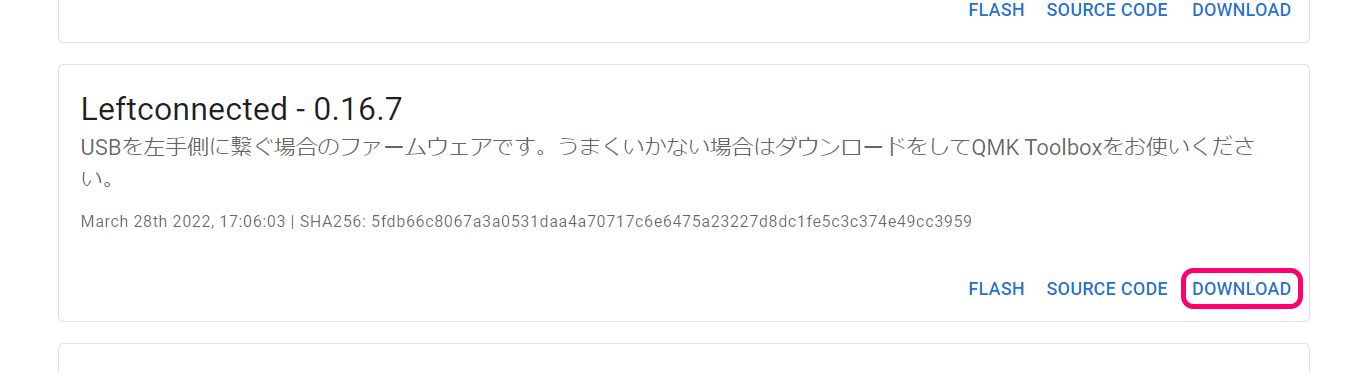 FLASH SOURCE CODE DOWNLOAD
Leftconnected - 0.16.7
USBを左手側に繋ぐ場合のファームウェアです。うまくいかない場合はダウンロードをしてQMK Toolboxをお使いくださ
い。
March 28th 2022, 17:06:03 | SHA256: 5fdb66c8067a3a0531daa4a70717c6e6475a23227d8dc1fe5c3c374e49cc3959
FLASH SOURCE CODE DOWNLOAD